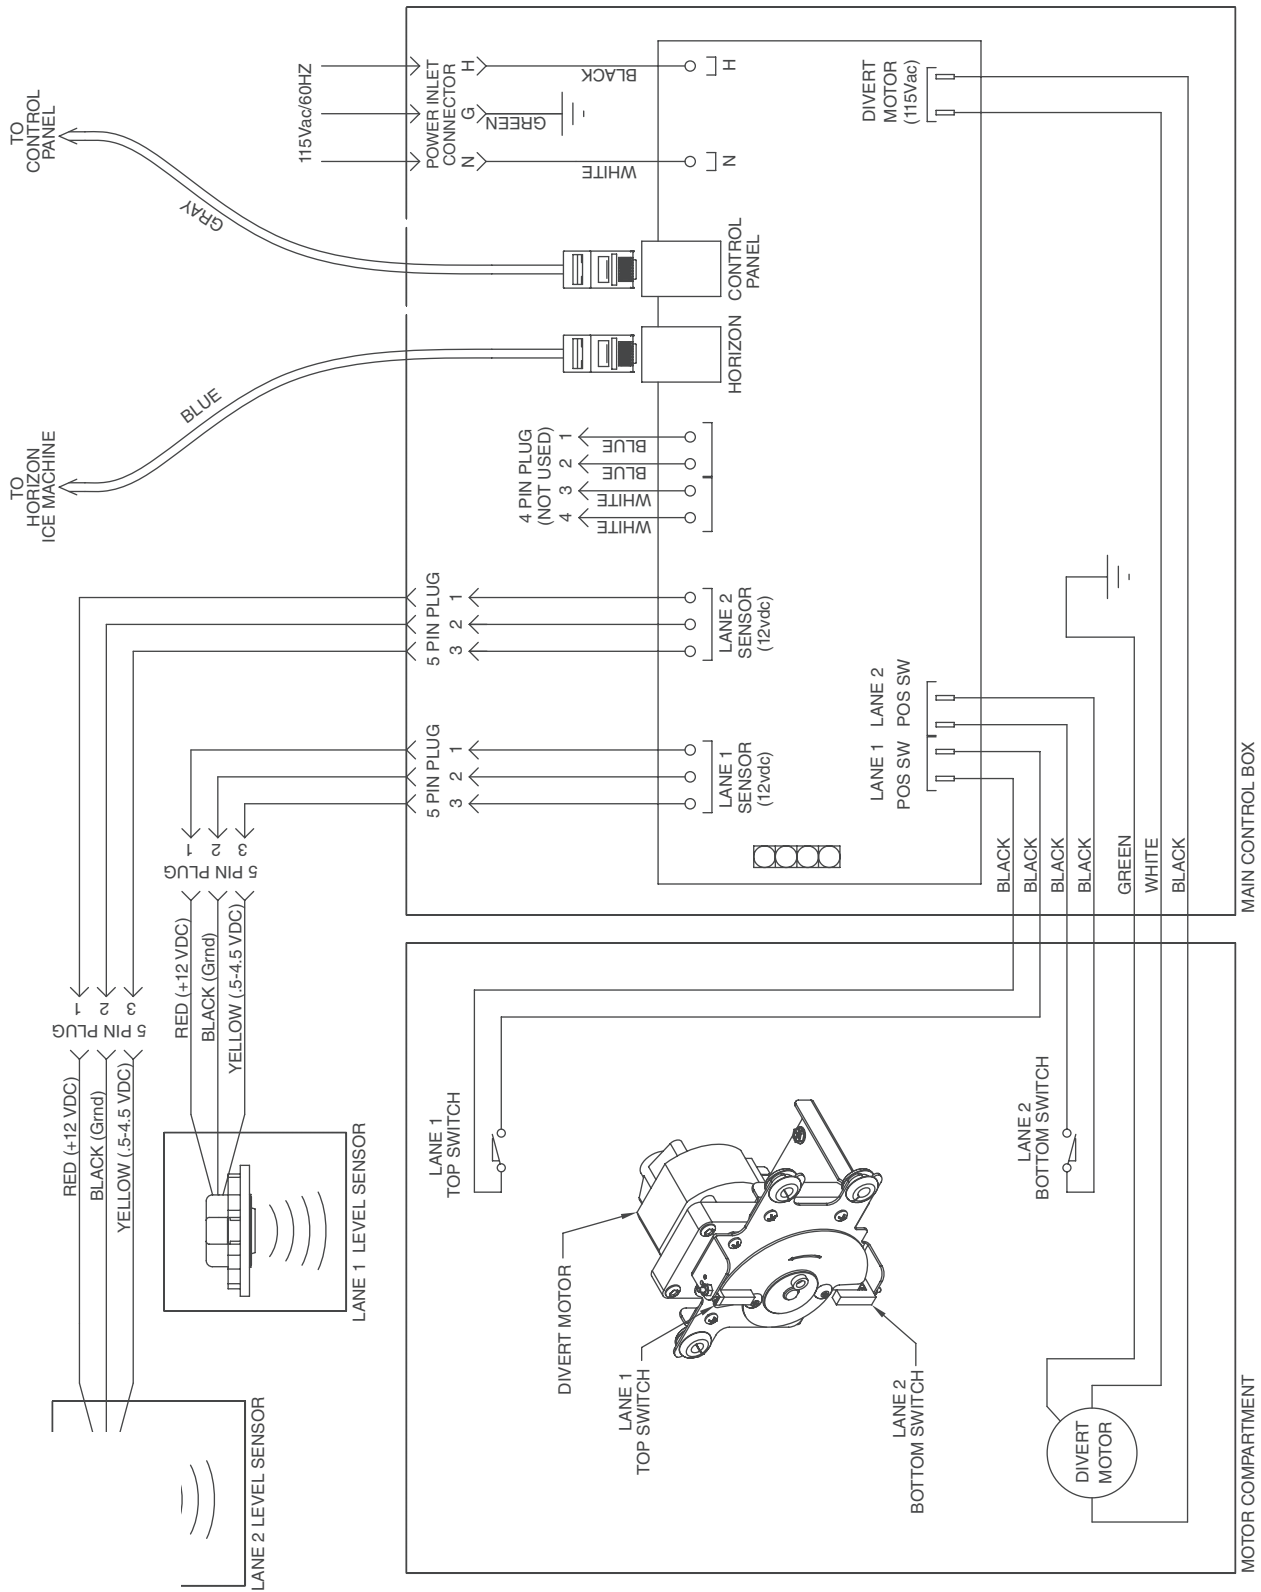 TO
CONTROL
PANEL
GRAY
115Vac/60HZ
POWER INLET
CONNECTOR
H
G
N
BLACK
GREEN
WHITE
H
N
DIVERT
MOTOR
(115Vac)
CONTROL
PANEL
HORIZON
TO
HORIZON
ICE MACHINE
BLUE
4 PIN PLUG
(NOT USED)
1
2
3
4
BLUE
BLUE
WHITE
WHITE
5 PIN PLUG
1
2
3
LANE 2
SENSOR
(12vdc)
5 PIN PLUG
1
2
3
LANE 1
SENSOR
(12vdc)
LANE 2
POS SW
LANE 1
POS SW
BLACK
BLACK
BLACK
BLACK
GREEN
WHITE
BLACK
MAIN CONTROL BOX
1
2
3
5 PIN PLUG
RED (+12 VDC)
BLACK (Grnd)
YELLOW (.5-4.5 VDC)
LANE 1 LEVEL SENSOR
1
2
3
5 PIN PLUG
RED (+12 VDC)
BLACK (Grnd)
YELLOW (.5-4.5 VDC)
LANE 2 LEVEL SENSOR
LANE 1
TOP SWITCH
LANE 2
BOTTOM SWITCH
DIVERT MOTOR
LANE 1
TOP SWITCH
LANE 2
BOTTOM SWITCH
DIVERT
MOTOR
MOTOR COMPARTMENT